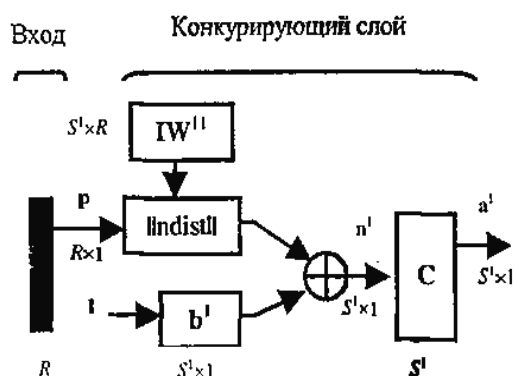 Вход
Конкурирующий слой
S¹×R
IW¹¹
p
R×1
||ndist||
1
b¹
S¹×1
n¹
S¹×1
C
a¹
S¹×1
R
S¹